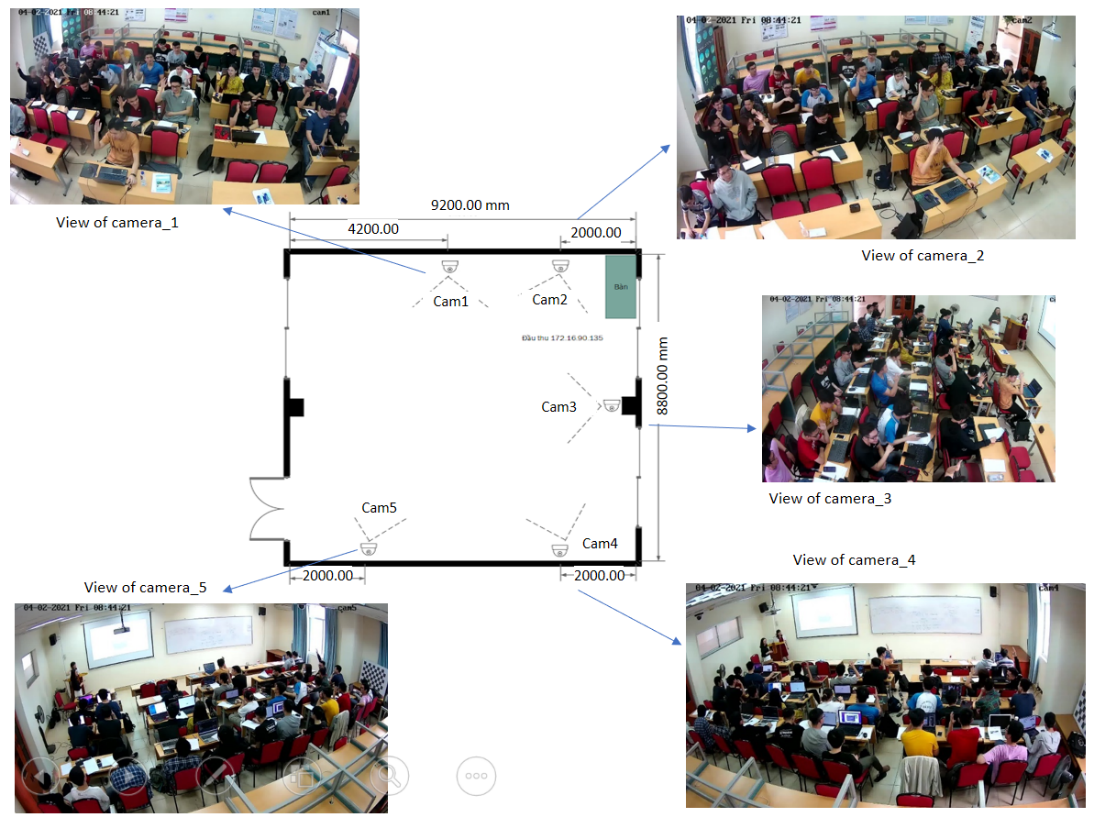 04-02-2021 Fri 08:44:21
cam1
04-02-2021 Fri 08:44:21
cam2
View of camera_1
View of camera_2
9200.00 mm
4200.00
2000.00
Cam1
Cam2
Bàn
Đầu thu 172.16.90.135
8800.00 mm
04-02-2021 Fri 08:44:21
Cam3
View of camera_3
Cam5
Cam4
View of camera_4
2000.00
2000.00
View of camera_5
04-02-2021 Fri 08:44:21
cam5
04-02-2021 Fri 08:44:21
cam4